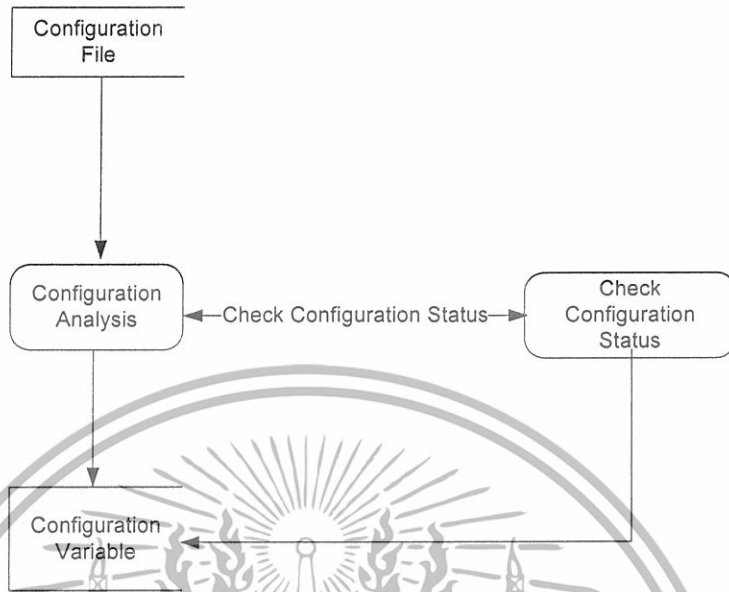 Configuration
File
Configuration
Analysis
Check Configuration Status
Check
Configuration
Status
Configuration
Variable